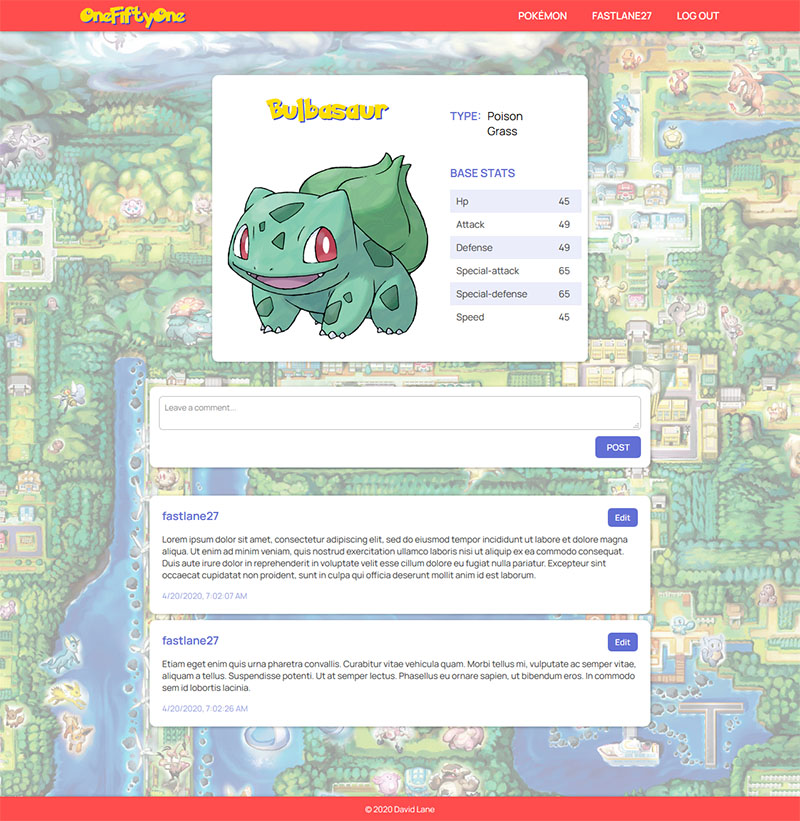 OneFiftyOne POKÉMON FASTLANE27 LOG OUT
Bulbasaur
TYPE: Poison
Grass
BASE STATS
Hp 45
Attack 49
Defense 49
Special-attack 65
Special-defense 65
Speed 45
Leave a comment...
POST
fastlane27 Edit
Lorem ipsum dolor sit amet, consectetur adipiscing elit, sed do eiusmod tempor incididunt ut labore et dolore magna
aliqua. Ut enim ad minim veniam, quis nostrud exercitation ullamco laboris nisi ut aliquip ex ea commodo consequat.
Duis aute irure dolor in reprehenderit in voluptate velit esse cillum dolore eu fugiat nulla pariatur. Excepteur sint
occaecat cupidatat non proident, sunt in culpa qui officia deserunt mollit anim id est laborum.
4/20/2020, 7:02:07 AM
fastlane27 Edit
Etiam eget enim quis urna pharetra convallis. Curabitur vitae vehicula quam. Morbi tellus mi, vulputate ac semper vitae,
aliquam a tellus. Suspendisse potenti. Ut at semper lectus. Phasellus eu ornare sapien, ut bibendum eros. In commodo
sem id lobortis lacinia.
4/20/2020, 7:02:26 AM
© 2020 David Lane